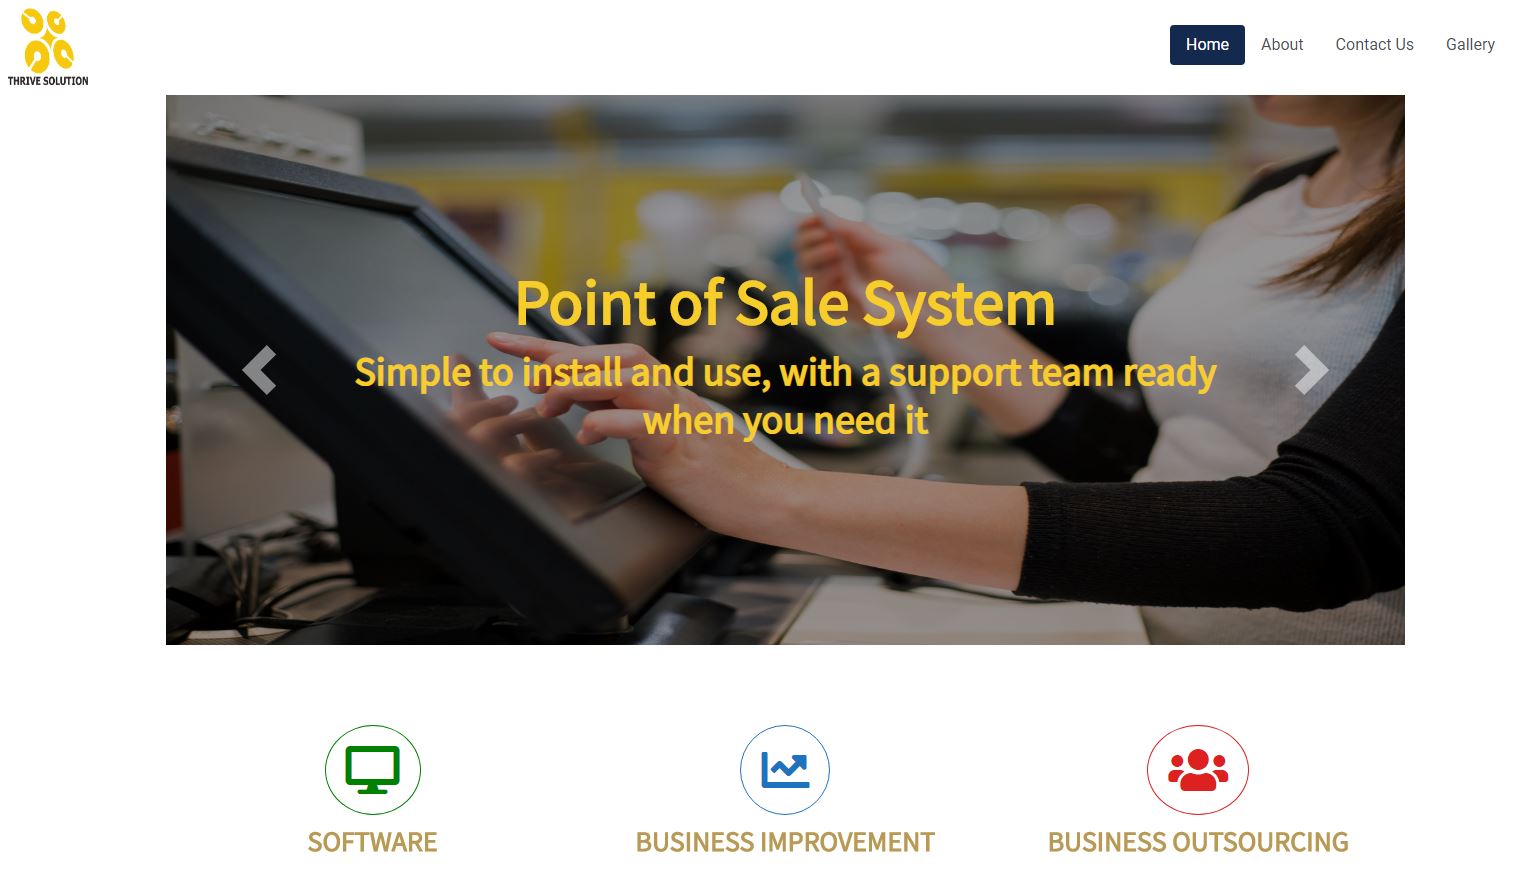 THRIVE SOLUTION
Home
About
Contact Us
Gallery
Point of Sale System
Simple to install and use, with a support team ready
when you need it
SOFTWARE
BUSINESS IMPROVEMENT
BUSINESS OUTSOURCING